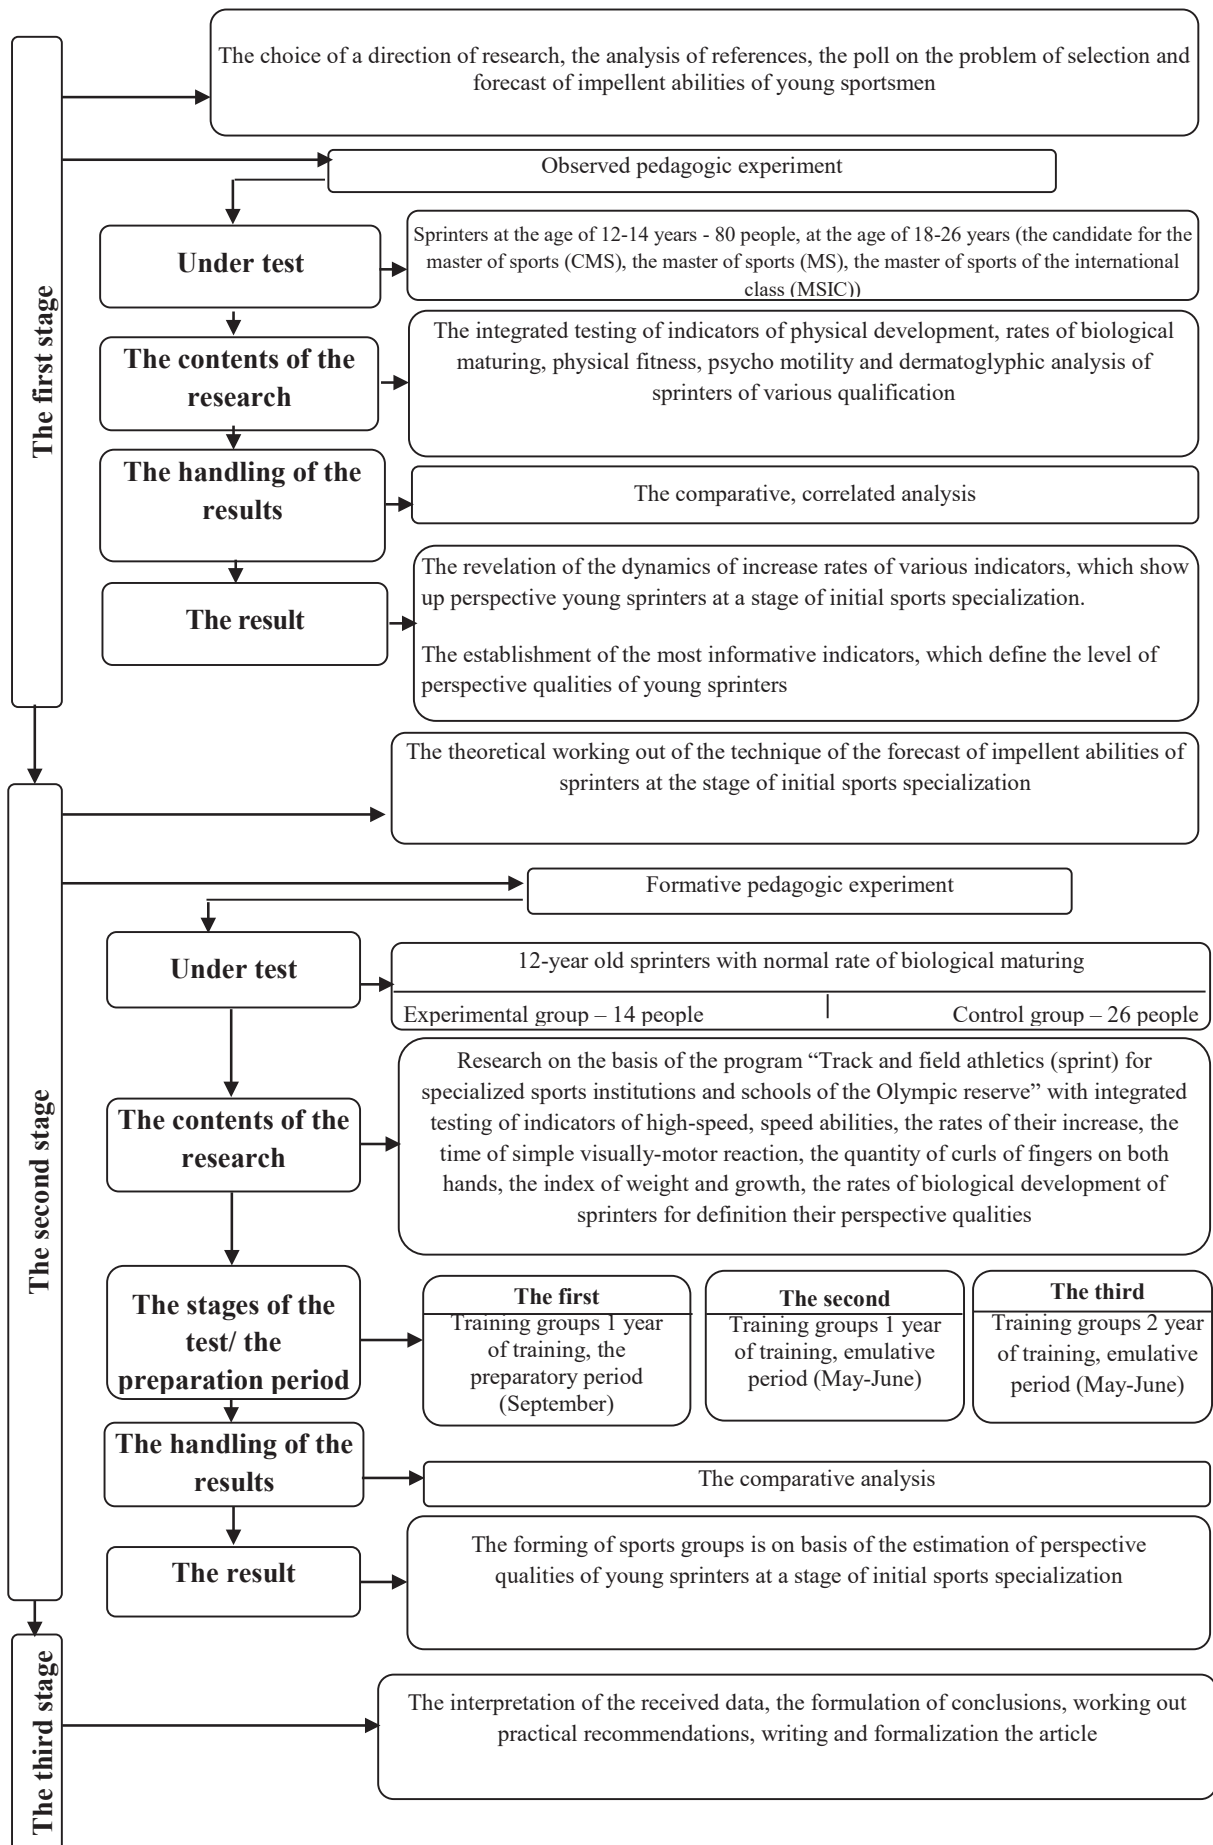 The first stage
The choice of a direction of research, the analysis of references, the poll on the problem of selection and
forecast of impellent abilities of young sportsmen
Observed pedagogic experiment
Under test
Sprinters at the age of 12-14 years - 80 people, at the age of 18-26 years (the candidate for the
master of sports (CMS), the master of sports (MS), the master of sports of the international
class (MSIC))
The contents of the
research
The integrated testing of indicators of physical development, rates of biological
maturing, physical fitness, psycho motility and dermatoglyphic analysis of
sprinters of various qualification
The handling of the
results
The comparative, correlated analysis
The result
The revelation of the dynamics of increase rates of various indicators, which show
up perspective young sprinters at a stage of initial sports specialization.
The establishment of the most informative indicators, which define the level of
perspective qualities of young sprinters
The second stage
The theoretical working out of the technique of the forecast of impellent abilities of
sprinters at the stage of initial sports specialization
Formative pedagogic experiment
Under test
12-year old sprinters with normal rate of biological maturing
Experimental group – 14 people
Control group – 26 people
The contents of the
research
Research on the basis of the program “Track and field athletics (sprint) for
specialized sports institutions and schools of the Olympic reserve” with integrated
testing of indicators of high-speed, speed abilities, the rates of their increase, the
time of simple visually-motor reaction, the quantity of curls of fingers on both
hands, the index of weight and growth, the rates of biological development of
sprinters for definition their perspective qualities
The stages of the
test/ the
preparation period
The first
Training groups 1 year
of training, the
preparatory period
(September)
The second
Training groups 1 year
of training, emulative
period (May-June)
The third
Training groups 2 year
of training, emulative
period (May-June)
The handling of the
results
The comparative analysis
The result
The forming of sports groups is on basis of the estimation of perspective
qualities of young sprinters at a stage of initial sports specialization
The third stage
The interpretation of the received data, the formulation of conclusions, working out
practical recommendations, writing and formalization the article